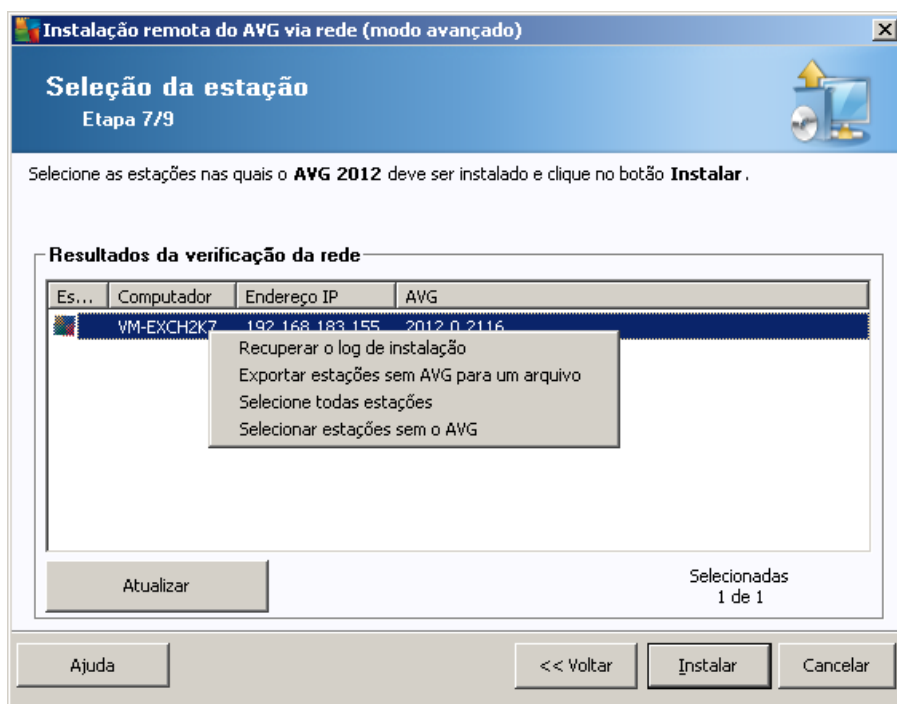 Instalação remota do AVG via rede (modo avançado)
Seleção da estação
Etapa 7/9
Selecione as estações nas quais o AVG 2012 deve ser instalado e clique no botão Instalar.
Resultados da verificação da rede
Es... Computador Endereço IP AVG
VM-EXCH2K7 192.168.183.155 2012.0.2116
Recuperar o log de instalação
Exportar estações sem AVG para um arquivo
Selecione todas estações
Selecionar estações sem o AVG
Atualizar
Selecionadas
1 de 1
Ajuda << Voltar Instalar Cancelar